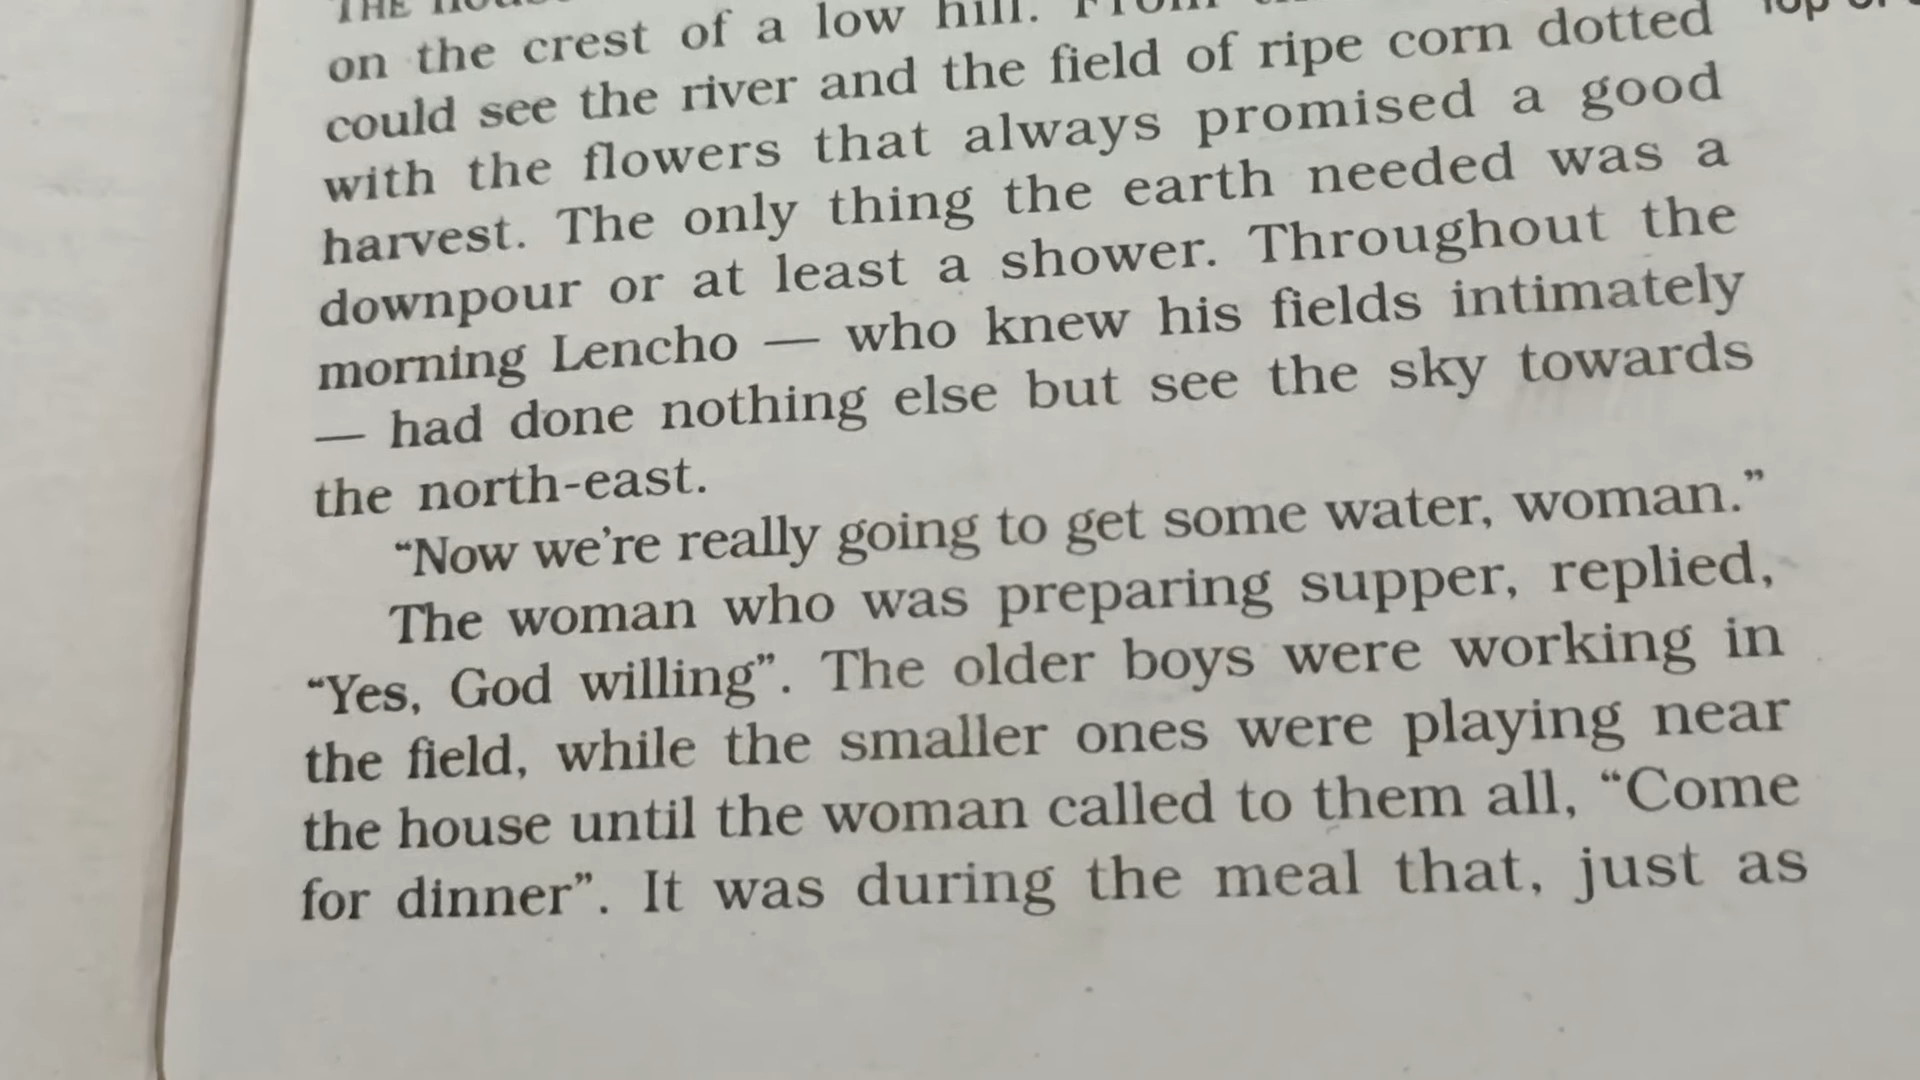 THE
on the crest of a low hill. From
could see the river and the field of ripe corn dotted
with the flowers that always promised a good
harvest. The only thing the earth needed was a
downpour or at least a shower. Throughout the
morning Lencho — who knew his fields intimately
— had done nothing else but see the sky towards
the north-east.
“Now we’re really going to get some water, woman.”
The woman who was preparing supper, replied,
“Yes, God willing”. The older boys were working in
the field, while the smaller ones were playing near
the house until the woman called to them all, “Come
for dinner”. It was during the meal that, just as